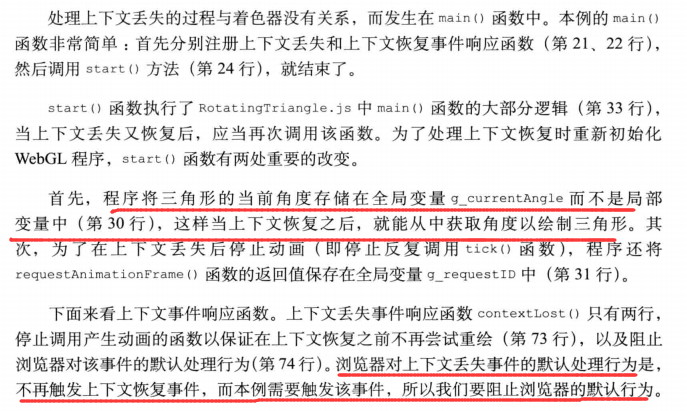 处理上下文丢失的过程与着色器没有关系，而发生在 main() 函数中。本例的 main()
函数非常简单：首先分别注册上下文丢失和上下文恢复事件响应函数（第 21、22 行），
然后调用 start() 方法（第 24 行），就结束了。
start() 函数执行了 RotatingTriangle.js 中 main() 函数的大部分逻辑（第 33 行），
当上下文丢失又恢复后，应当再次调用该函数。为了处理上下文恢复时重新初始化
WebGL 程序，start() 函数有两处重要的改变。
首先，程序将三角形的当前角度存储在全局变量 g_currentAngle 而不是局部
变量中（第 30 行），这样当上下文恢复之后，就能从中获取角度以绘制三角形。其
次，为了在上下文丢失后停止动画（即停止反复调用 tick() 函数），程序还将
requestAnimationFrame() 函数的返回值保存在全局变量 g_requestID 中（第 31 行）。
下面来看上下文事件响应函数。上下文丢失事件响应函数 contextLost() 只有两行，
停止调用产生动画的函数以保证在上下文恢复之前不再尝试重绘（第 73 行），以及阻止
浏览器对该事件的默认处理行为（第 74 行）。浏览器对上下文丢失事件的默认处理行为是，
不再触发上下文恢复事件，而本例需要触发该事件，所以我们要阻止浏览器的默认行为。